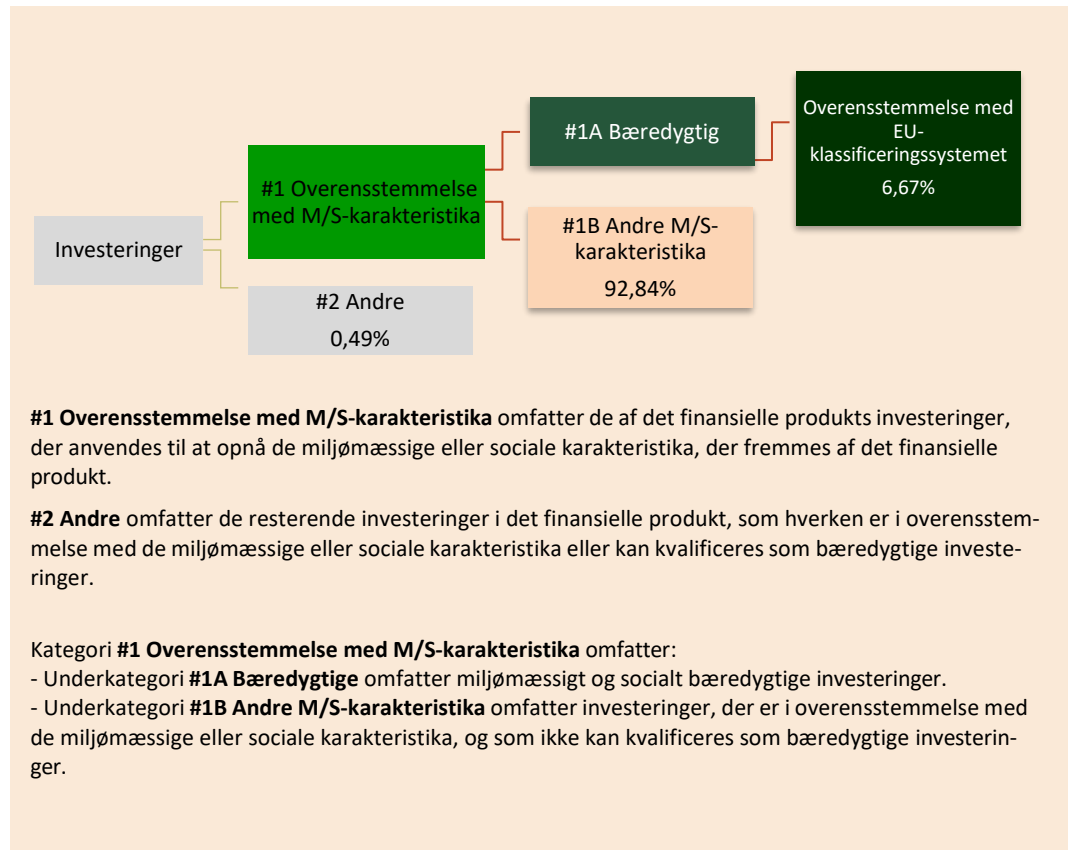 Investeringer
#1 Overensstemmelse
med M/S-karakteristika
#2 Andre
0,49%
#1A Bæredygtig
#1B Andre M/S-
karakteristika
92,84%
Overensstemmelse med
EU-
klassificeringssystemet
6,67%
#1 Overensstemmelse med M/S-karakteristika omfatter de af det finansielle produkts investeringer,
der anvendes til at opnå de miljømæssige eller sociale karakteristika, der fremmes af det finansielle
produkt.
#2 Andre omfatter de resterende investeringer i det finansielle produkt, som hverken er i overensstem-
melse med de miljømæssige eller sociale karakteristika eller kan kvalificeres som bæredygtige investe-
ringer.
Kategori #1 Overensstemmelse med M/S-karakteristika omfatter:
- Underkategori #1A Bæredygtige omfatter miljømæssigt og socialt bæredygtige investeringer.
- Underkategori #1B Andre M/S-karakteristika omfatter investeringer, der er i overensstemmelse med
de miljømæssige eller sociale karakteristika, og som ikke kan kvalificeres som bæredygtige investerin-
ger.